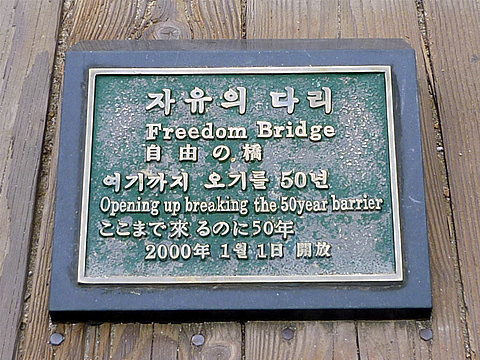 자유의 다리
Freedom Bridge
自由の橋
여기까지 오기를 50년
Opening up breaking the 50year barrier
ここまで來るのに50年
2000年 1월 1日 開放